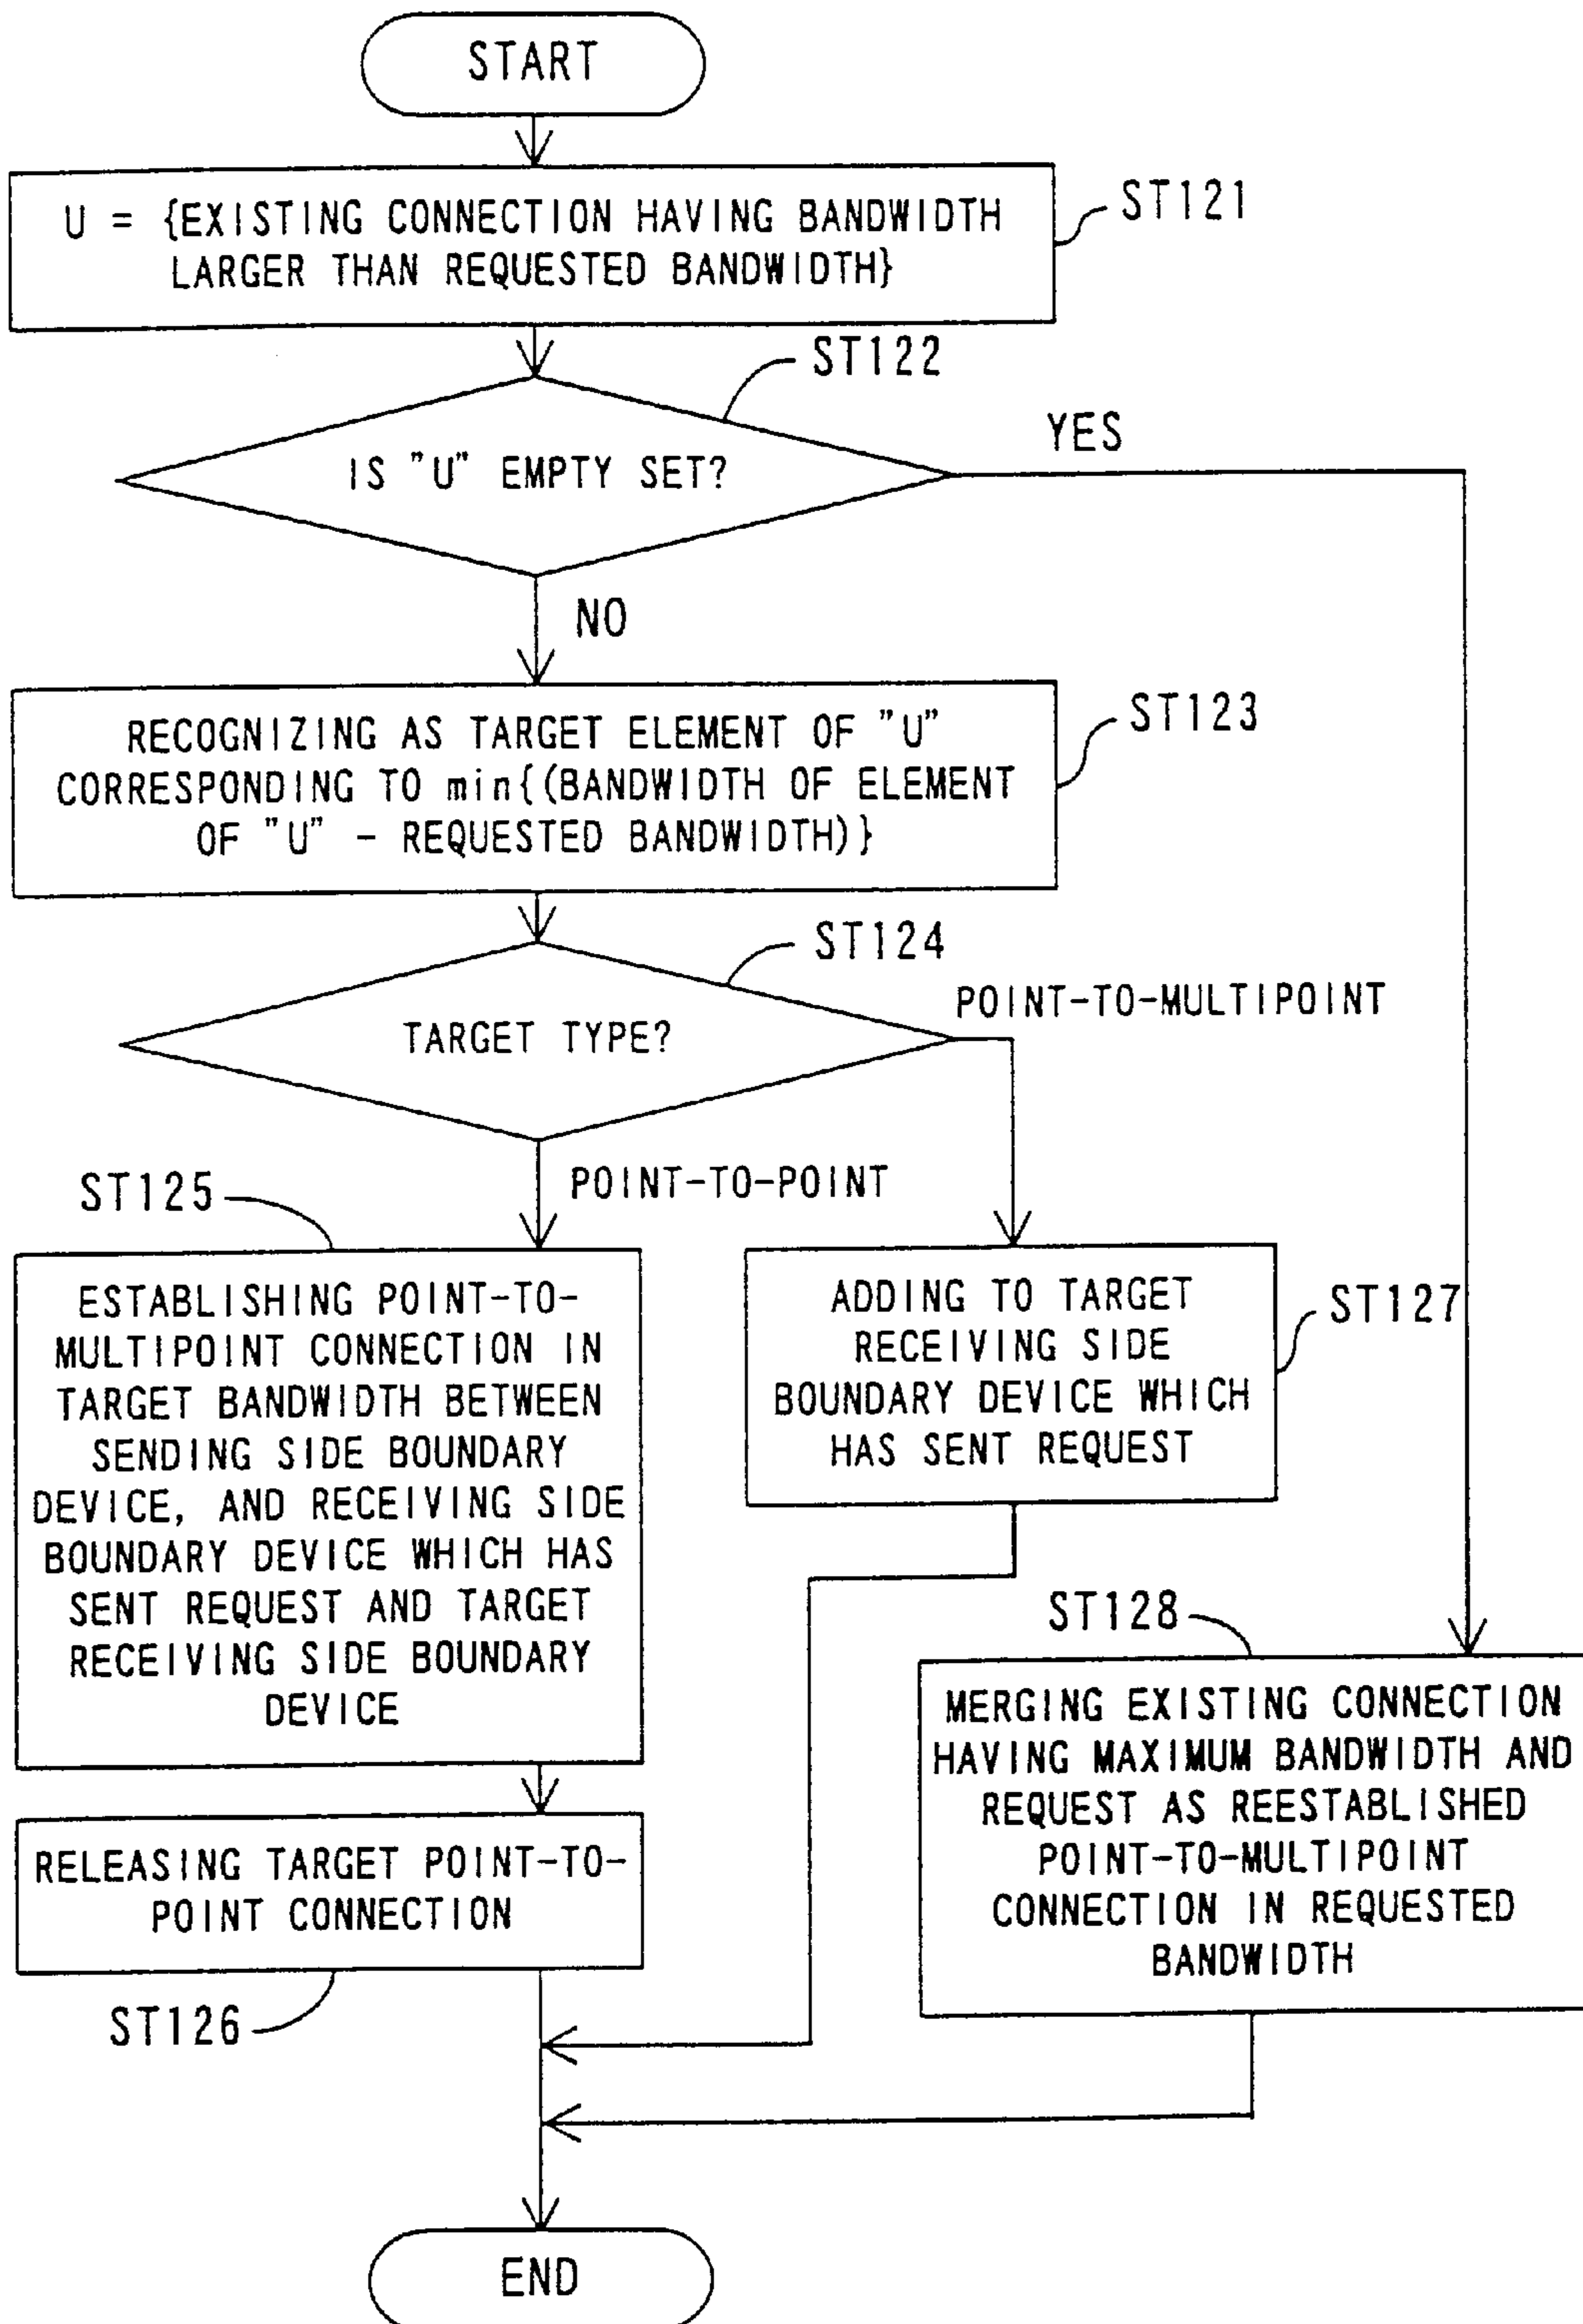 START
U = {EXISTING CONNECTION HAVING BANDWIDTH
LARGER THAN REQUESTED BANDWIDTH}
ST121
ST122
IS "U" EMPTY SET?
YES
NO
RECOGNIZING AS TARGET ELEMENT OF "U"
CORRESPONDING TO min{(BANDWIDTH OF ELEMENT
OF "U" - REQUESTED BANDWIDTH)}
ST123
ST124
TARGET TYPE?
POINT-TO-MULTIPOINT
POINT-TO-POINT
ST125
ESTABLISHING POINT-TO-
MULTIPOINT CONNECTION IN
TARGET BANDWIDTH BETWEEN
SENDING SIDE BOUNDARY
DEVICE, AND RECEIVING SIDE
BOUNDARY DEVICE WHICH HAS
SENT REQUEST AND TARGET
RECEIVING SIDE BOUNDARY
DEVICE
ADDING TO TARGET
RECEIVING SIDE
BOUNDARY DEVICE WHICH
HAS SENT REQUEST
ST127
ST128
MERGING EXISTING CONNECTION
HAVING MAXIMUM BANDWIDTH AND
REQUEST AS REESTABLISHED
POINT-TO-MULTIPOINT
CONNECTION IN REQUESTED
BANDWIDTH
RELEASING TARGET POINT-TO-
POINT CONNECTION
ST126
END